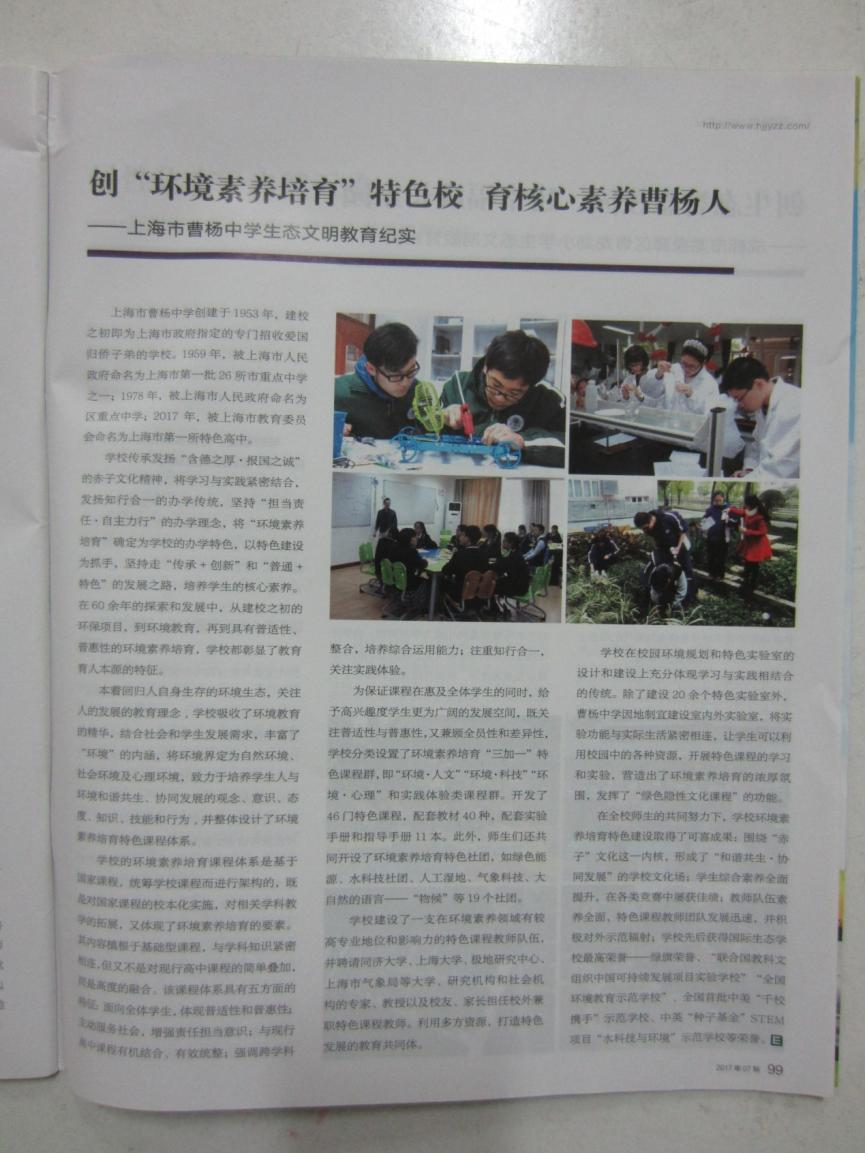 http://www.hjjyzz.com/
创“环境素养培育”特色校 育核心素养曹杨人
——上海市曹杨中学生态文明教育纪实
上海市曹杨中学创建于 1953 年，建校
之初即为上海市政府指定的专门招收爱国
归侨子弟的学校。1959 年，被上海市人民
政府命名为上海市第一批 26 所市重点中学
之一；1978 年，被上海市人民政府命名为
区重点中学；2017 年，被上海市教育委员
会命名为上海市第一所特色高中。
学校传承发扬“含德之厚·报国之诚”
的赤子文化精神，将学习与实践紧密结合，
发扬知行合一的办学传统，坚持“担当责
任·自主力行”的办学理念，将“环境素养
培育”确定为学校的办学特色，以特色建设
为抓手，坚持走“传承 + 创新”和“普通 +
特色”的发展之路，培养学生的核心素养。
在 60 余年的探索和发展中，从建校之初的
环保项目，到环境教育，再到具有普适性、
普惠性的环境素养培育，学校都彰显了教育
育人本源的特征。
本着回归人自身生存的环境生态，关注
人的发展的教育理念，学校吸收了环境教育
的精华，结合社会和学生发展需求，丰富了
“环境”的内涵，将环境界定为自然环境、
社会环境及心理环境，致力于培养学生人与
环境和谐共生、协同发展的观念、意识、态
度、知识、技能和行为，并整体设计了环境
素养培育特色课程体系。
学校的环境素养培育课程体系是基于
国家课程，统筹学校课程而进行架构的，既
是对国家课程的校本化实施，对相关学科教
学的拓展，又体现了环境素养培育的要素。
其内容植根于基础型课程，与学科知识紧密
相连，但又不是对现行高中课程的简单叠加，
而是高度的融合。该课程体系具有五方面的
特征：面向全体学生，体现普适性和普惠性；
主动服务社会，增强责任担当意识；与现行
高中课程有机结合，有效统整；强调跨学科
整合，培养综合运用能力；注重知行合一，
关注实践体验。
为保证课程在惠及全体学生的同时，给
予高兴趣度学生更为广阔的发展空间，既关
注普适性与普惠性，又兼顾全员性和差异性，
学校分类设置了环境素养培育“三加一”特
色课程群，即“环境·人文”“环境·科技”“环
境·心理”和实践体验类课程群。开发了
46 门特色课程，配套教材 40 种，配套实验
手册和指导手册 11 本。此外，师生们还共
同开设了环境素养培育特色社团，如绿色能
源、水科技社团、人工湿地、气象科技、大
自然的语言——“物候”等 19 个社团。
学校建设了一支在环境素养领域有较
高专业地位和影响力的特色课程教师队伍，
并聘请同济大学、上海大学、极地研究中心、
上海市气象局等大学、研究机构和社会机
构的专家、教授以及校友、家长担任校外兼
职特色课程教师。利用多方资源，打造特色
发展的教育共同体。
学校在校园环境规划和特色实验室的
设计和建设上充分体现学习与实践相结合
的传统。除了建设 20 余个特色实验室外，
曹杨中学因地制宜建设室内外实验室，将实
验功能与实际生活紧密相连，让学生可以利
用校园中的各种资源，开展特色课程的学习
和实验，营造出了环境素养培育的浓厚氛
围，发挥了“绿色隐性文化课程”的功能。
在全校师生的共同努力下，学校环境素
养培育特色建设取得了可喜成果：围绕“赤
子”文化这一内核，形成了“和谐共生·协
同发展”的学校文化场；学生综合素养全面
提升，在各类竞赛中屡获佳绩；教师队伍素
养全面，特色课程教师团队发展迅速，并积
极对外示范辐射；学校先后获得国际生态学
校最高荣誉——绿旗荣誉、“联合国教科文
组织中国可持续发展项目实验学校”“全国
环境教育示范学校”、全国首批中美“千校
携手”示范学校、中英“种子基金”STEM
项目“水科技与环境”示范学校等荣誉。E
2017 年 07 期 99